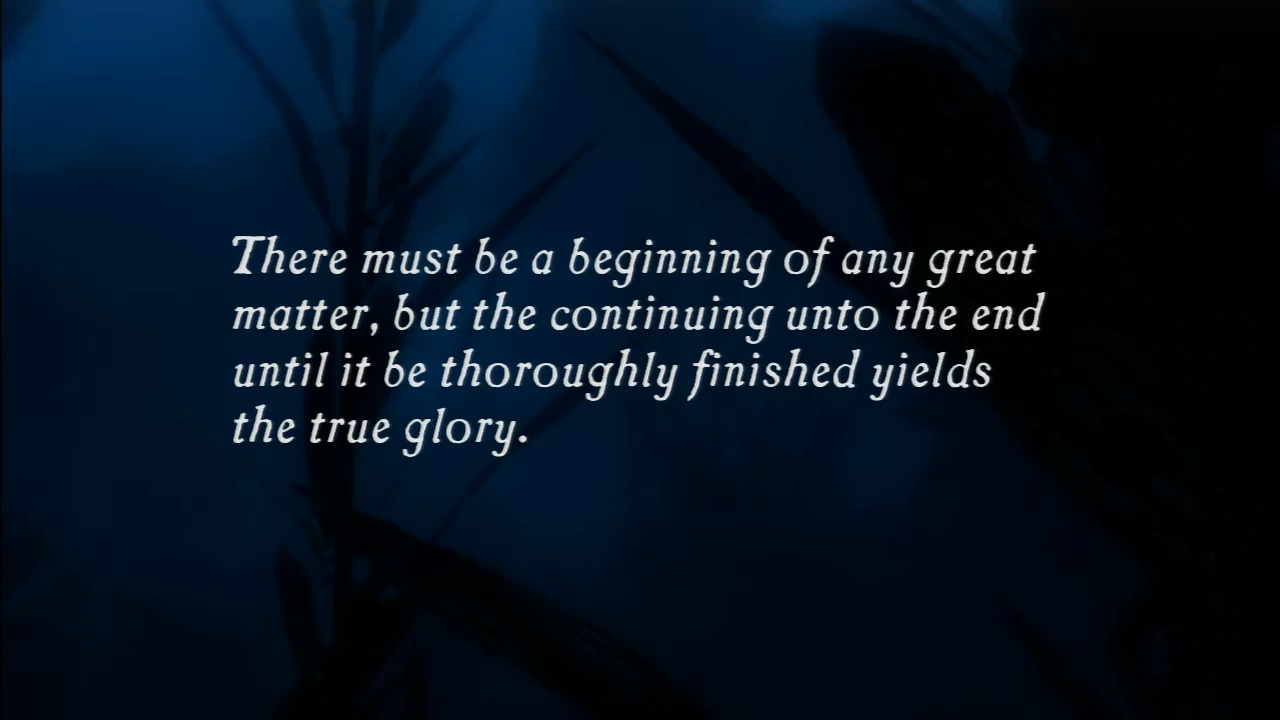 There must be a beginning of any great
matter, but the continuing unto the end
until it be thoroughly finished yields
the true glory.